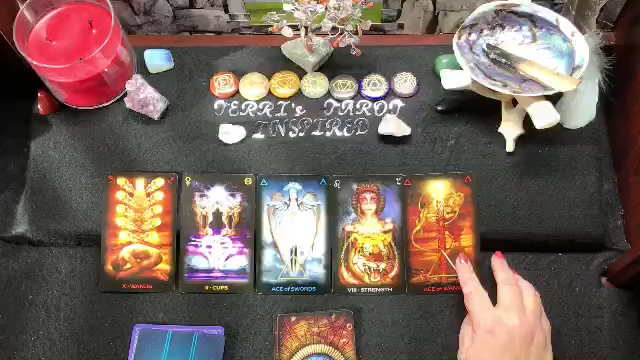 TERRI'S TAROT
INSPIRED
X • WANDS
II • CUPS
ACE of SWORDS
VIII • STRENGTH
ACE of WANDS